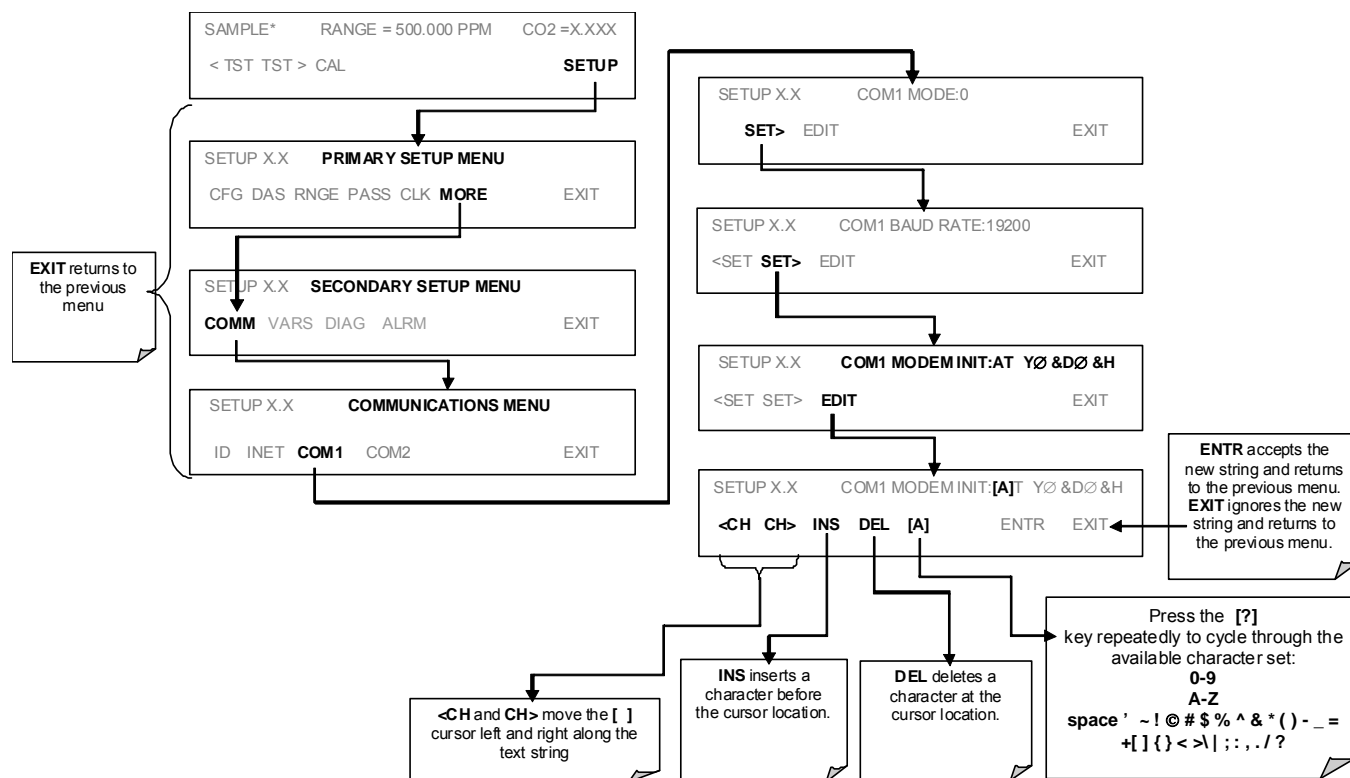 SAMPLE* RANGE = 500.000 PPM CO2 =X.XXX
< TST TST > CAL SETUP
SETUP X.X PRIMARY SETUP MENU
CFG DAS RNGE PASS CLK MORE EXIT
EXIT returns to
the previous
menu
SETUP X.X SECONDARY SETUP MENU
COMM VARS DIAG ALRM EXIT
SETUP X.X COMMUNICATIONS MENU
ID INET COM1 COM2 EXIT
SETUP X.X COM1 MODE:0
SET> EDIT EXIT
SETUP X.X COM1 BAUD RATE:19200
<SET SET> EDIT EXIT
SETUP X.X COM1 MODEM INIT:AT Y∅ &D∅ &H
<SET SET> EDIT EXIT
SETUP X.X COM1 MODEM INIT:[A]T Y∅ &D∅ &H
<CH CH> INS DEL [A] ENTR EXIT
ENTR accepts the
new string and returns
to the previous menu.
EXIT ignores the new
string and returns to
the previous menu.
<CH and CH> move the [ ]
cursor left and right along the
text string
INS inserts a
character before
the cursor location.
DEL deletes a
character at the
cursor location.
Press the [?]
key repeatedly to cycle through the
available character set:
0-9
A-Z
space ' ~ ! © # $ % ^ & * ( ) - _ =
+[ ] { } < >\ | ; : , . / ?